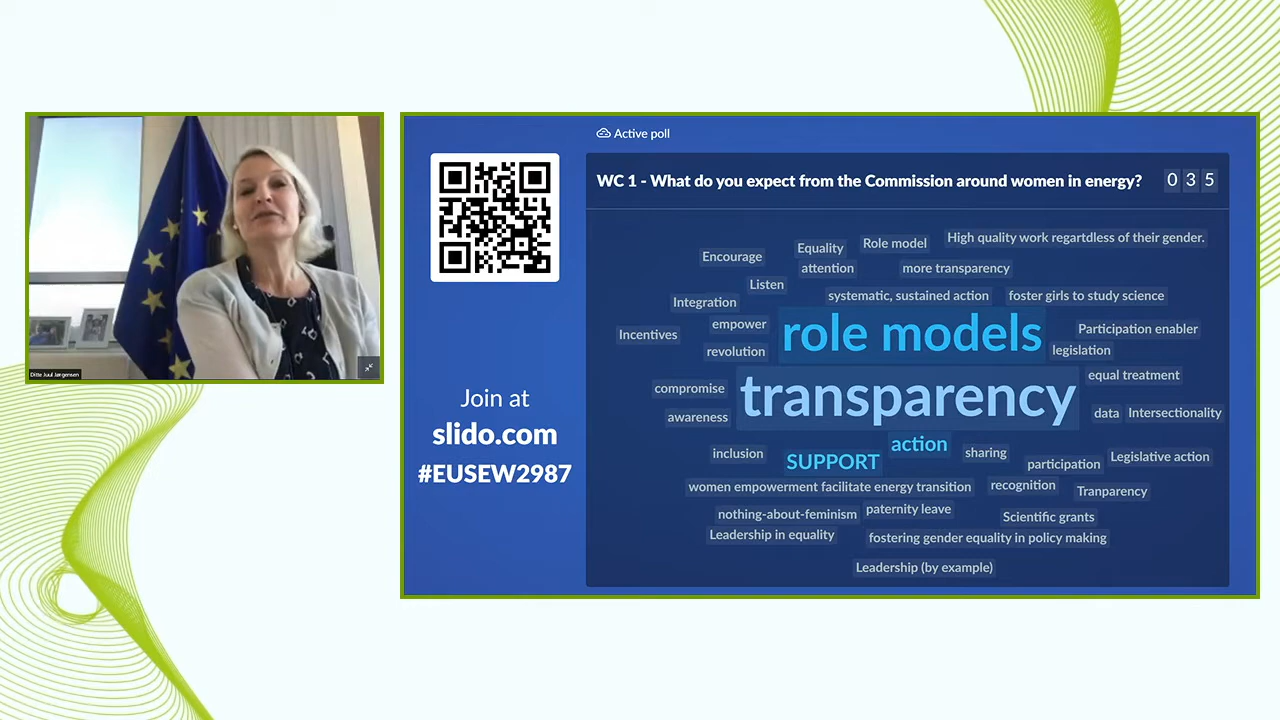 Ditte Juul Jørgensen
Join at
slido.com
#EUSEW2987
Active poll
WC 1 - What do you expect from the Commission around women in energy?
0 3 5
High quality work regartdless of their gender.
Role model
Equality
Encourage
attention
more transparency
Listen
systematic, sustained action
foster girls to study science
Integration
empower
role models
Participation enabler
Incentives
revolution
legislation
equal treatment
compromise
transparency
awareness
data
Intersectionality
action
inclusion
SUPPORT
sharing
participation
Legislative action
women empowerment facilitate energy transition
recognition
Tranparency
nothing-about-feminism
paternity leave
Scientific grants
Leadership in equality
fostering gender equality in policy making
Leadership (by example)